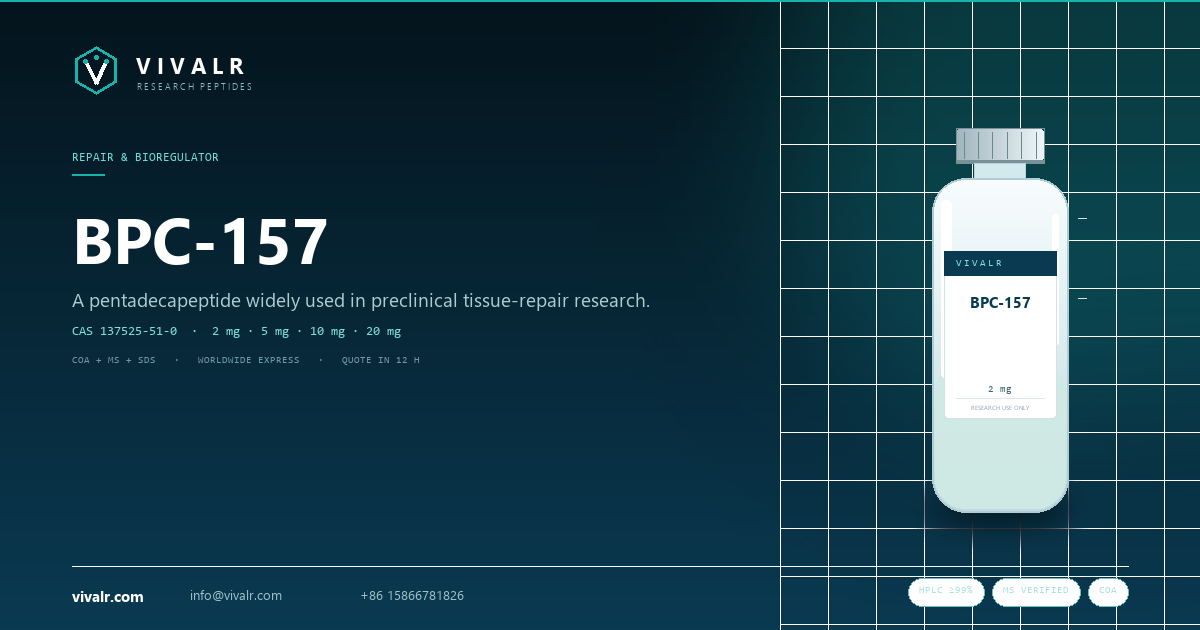 VIVALR
RESEARCH PEPTIDES
REPAIR & BIOREGULATOR
BPC-157
A pentadecapeptide widely used in preclinical tissue-repair research.
CAS 137525-51-0 · 2 mg · 5 mg · 10 mg · 20 mg
COA + MS + SDS · WORLDWIDE EXPRESS · QUOTE IN 12 H
VIVALR
BPC-157
2 mg
RESEARCH USE ONLY
vivalr.com info@vivalr.com +86 15866781826
HPLC ≥99% MS VERIFIED COA